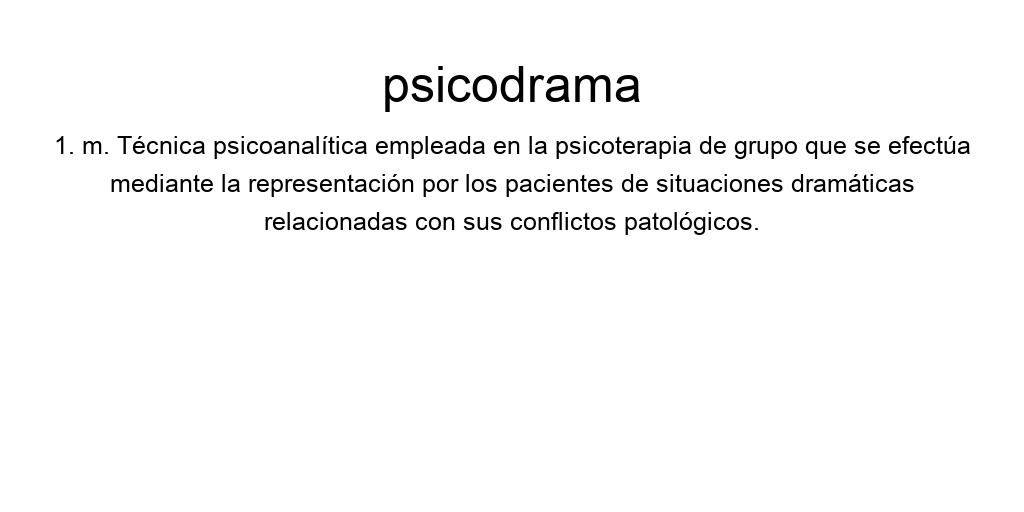 psicodrama
1. m. Técnica psicoanalítica empleada en la psicoterapia de grupo que se efectúa
mediante la representación por los pacientes de situaciones dramáticas
relacionadas con sus conflictos patológicos.